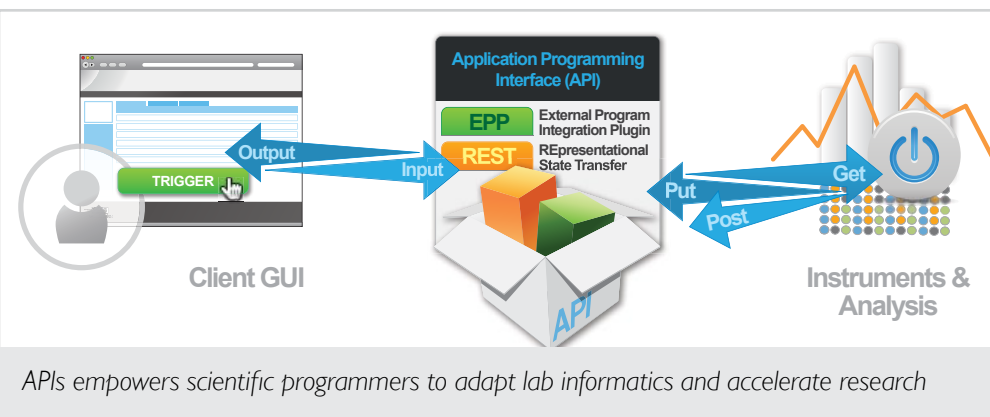 Application Programming
Interface (API)
EPP
External Program
Integration Plugin
REST
REpresentational
State Transfer
Output
Input
TRIGGER
Get
Put
Post
Client GUI
Instruments &
Analysis
API
APIs empowers scientific programmers to adapt lab informatics and accelerate research